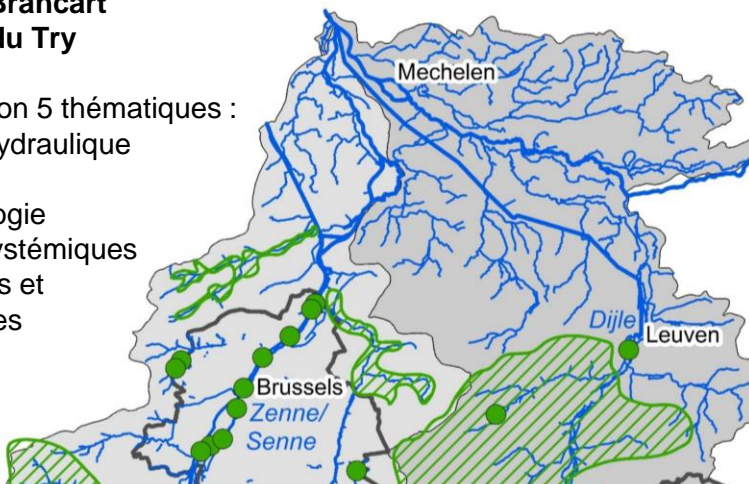 Brancart
du Try
on 5 thématiques :
ydraulique
ogie
ystémiques
s et
es
Mechelen
Dijle
Leuven
Brussels
Zenne/
Senne